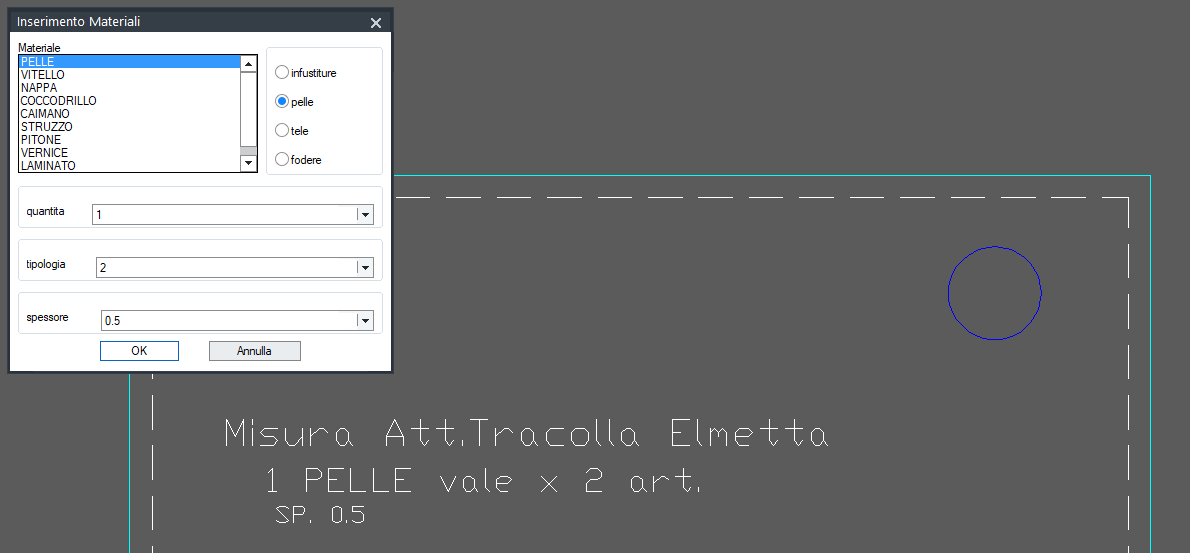 Inserimento Materiali
Materiale
PELLE
VITELLO
NAPPA
COCCODRILLO
CAIMANO
STRUZZO
PITONE
VERNICE
LAMINATO
infustiture
pelle
tele
fodere
quantita 1
tipologia 2
spessore 0.5
OK Annulla
Misura Att.Tracolla Elmetta
1 PELLE vale x 2 art.
SP. 0.5